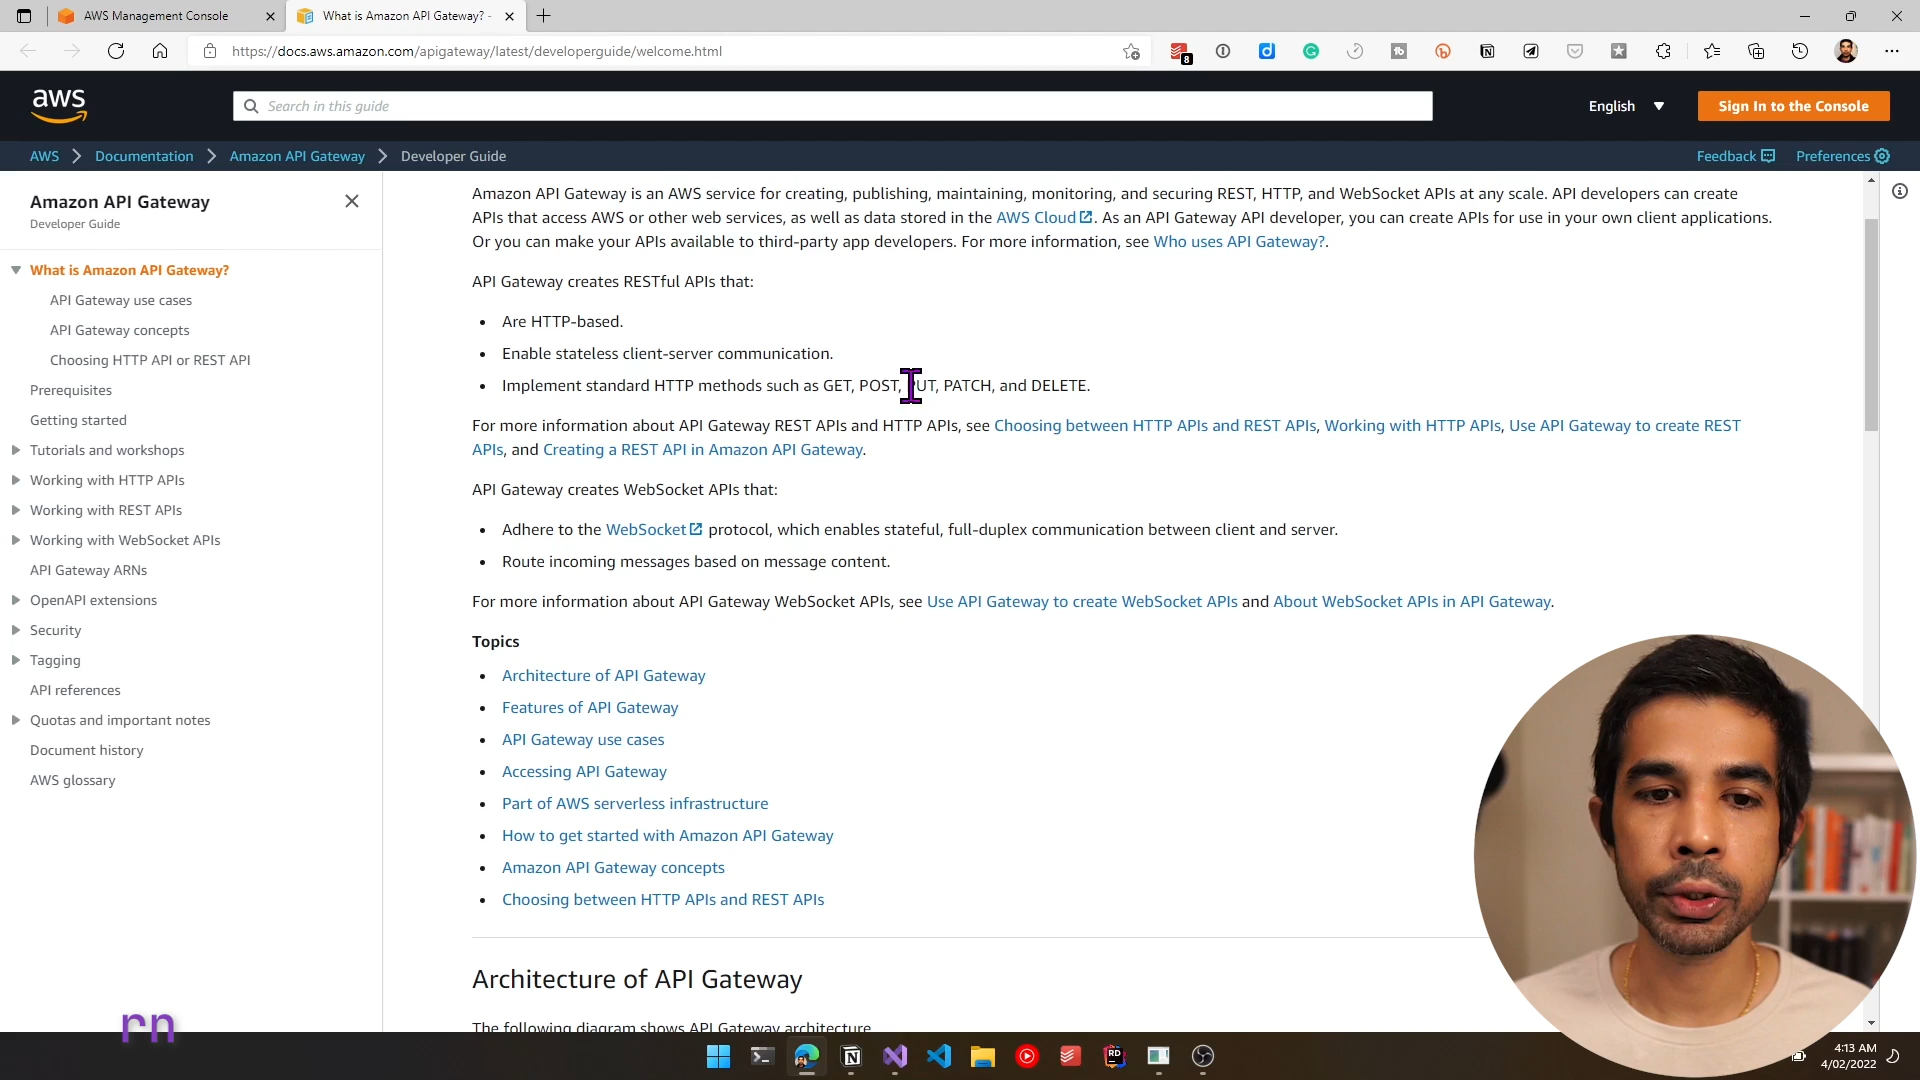 AWS Management Console
What is Amazon API Gateway? -
https://docs.aws.amazon.com/apigateway/latest/developerguide/welcome.html
8
aws
Search in this guide
English
Sign In to the Console
AWS > Documentation > Amazon API Gateway > Developer Guide
Feedback
Preferences
Amazon API Gateway
Developer Guide
What is Amazon API Gateway?
API Gateway use cases
API Gateway concepts
Choosing HTTP API or REST API
Prerequisites
Getting started
Tutorials and workshops
Working with HTTP APIs
Working with REST APIs
Working with WebSocket APIs
API Gateway ARNs
OpenAPI extensions
Security
Tagging
API references
Quotas and important notes
Document history
AWS glossary
Amazon API Gateway is an AWS service for creating, publishing, maintaining, monitoring, and securing REST, HTTP, and WebSocket APIs at any scale. API developers can create
APIs that access AWS or other web services, as well as data stored in the AWS Cloud. As an API Gateway API developer, you can create APIs for use in your own client applications.
Or you can make your APIs available to third-party app developers. For more information, see Who uses API Gateway?.
API Gateway creates RESTful APIs that:
• Are HTTP-based.
• Enable stateless client-server communication.
• Implement standard HTTP methods such as GET, POST, PUT, PATCH, and DELETE.
For more information about API Gateway REST APIs and HTTP APIs, see Choosing between HTTP APIs and REST APIs, Working with HTTP APIs, Use API Gateway to create REST
APIs, and Creating a REST API in Amazon API Gateway.
API Gateway creates WebSocket APIs that:
• Adhere to the WebSocket protocol, which enables stateful, full-duplex communication between client and server.
• Route incoming messages based on message content.
For more information about API Gateway WebSocket APIs, see Use API Gateway to create WebSocket APIs and About WebSocket APIs in API Gateway.
Topics
• Architecture of API Gateway
• Features of API Gateway
• API Gateway use cases
• Accessing API Gateway
• Part of AWS serverless infrastructure
• How to get started with Amazon API Gateway
• Amazon API Gateway concepts
• Choosing between HTTP APIs and REST APIs
Architecture of API Gateway
The following diagram shows API Gateway architecture.
rn
RD
4:13 AM
4/02/2022